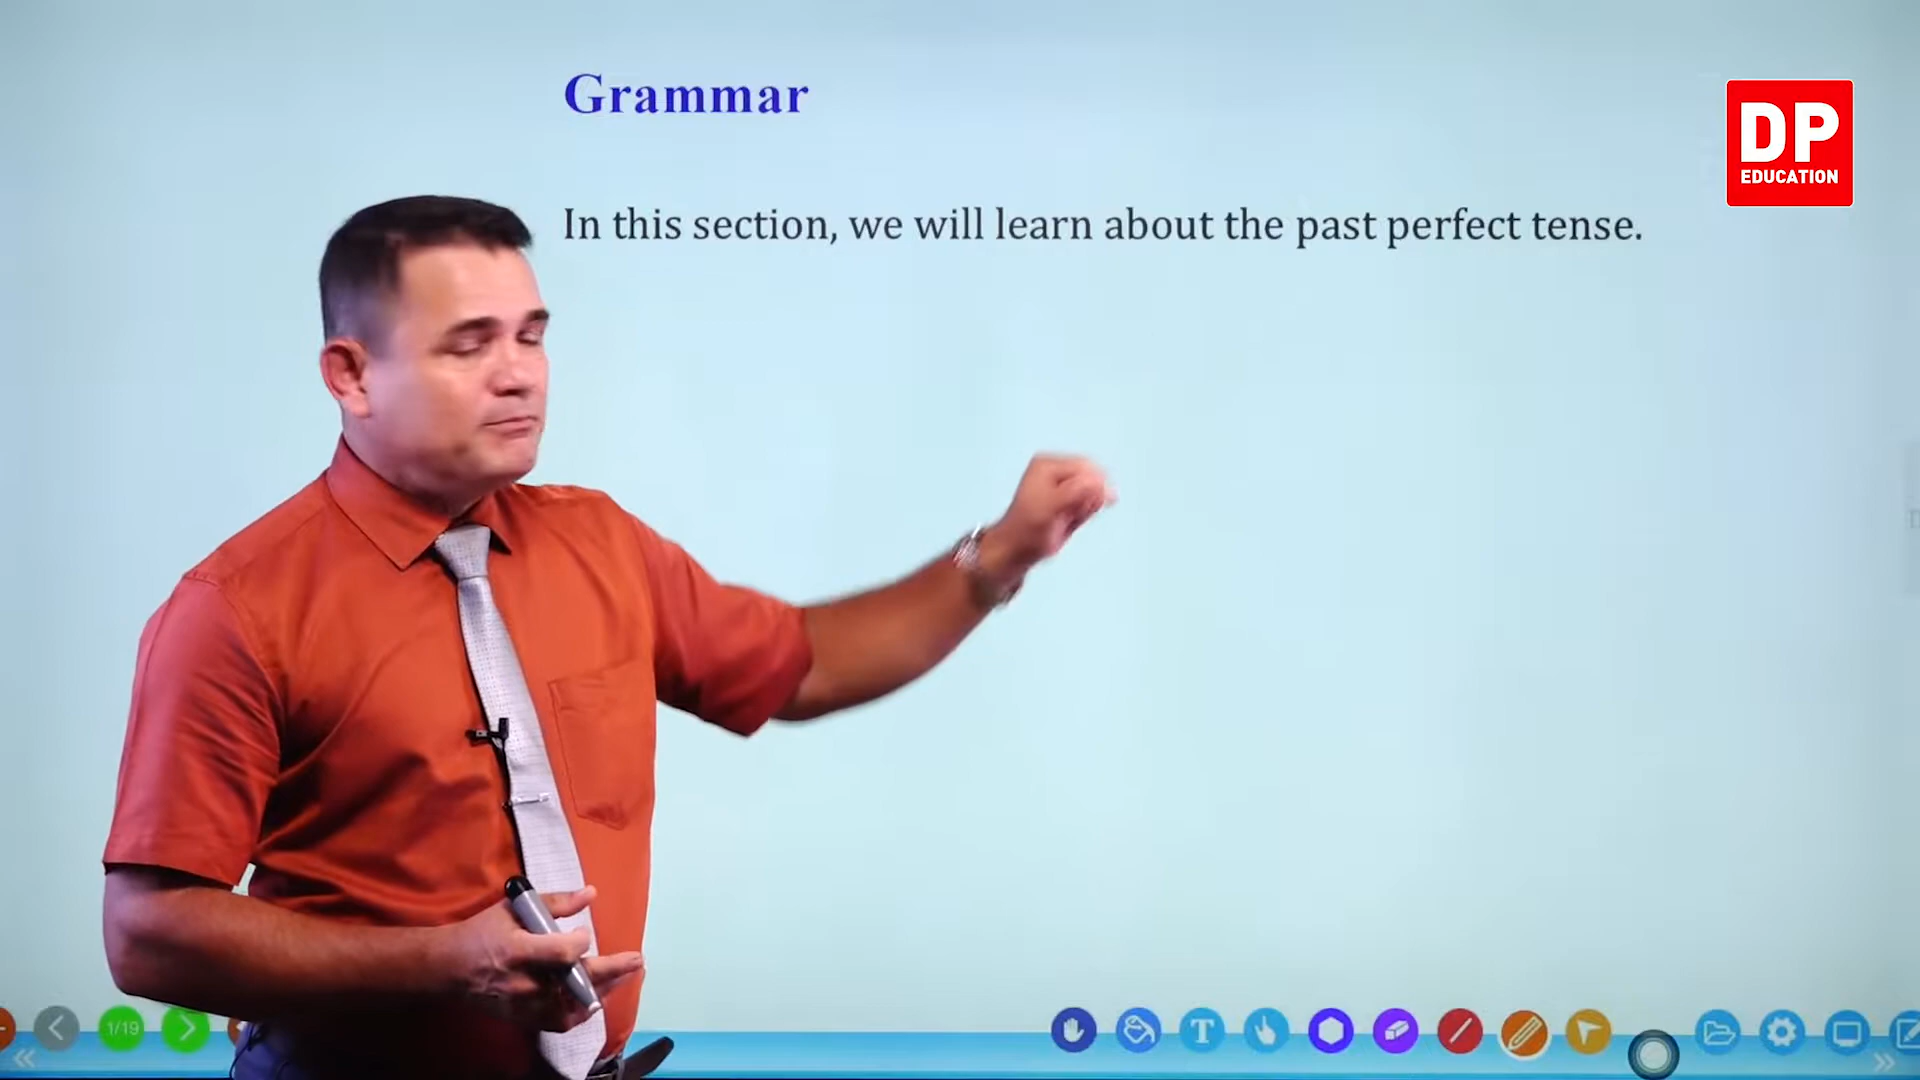 Grammar
DP
EDUCATION
In this section, we will learn about the past perfect tense.
1/19
T